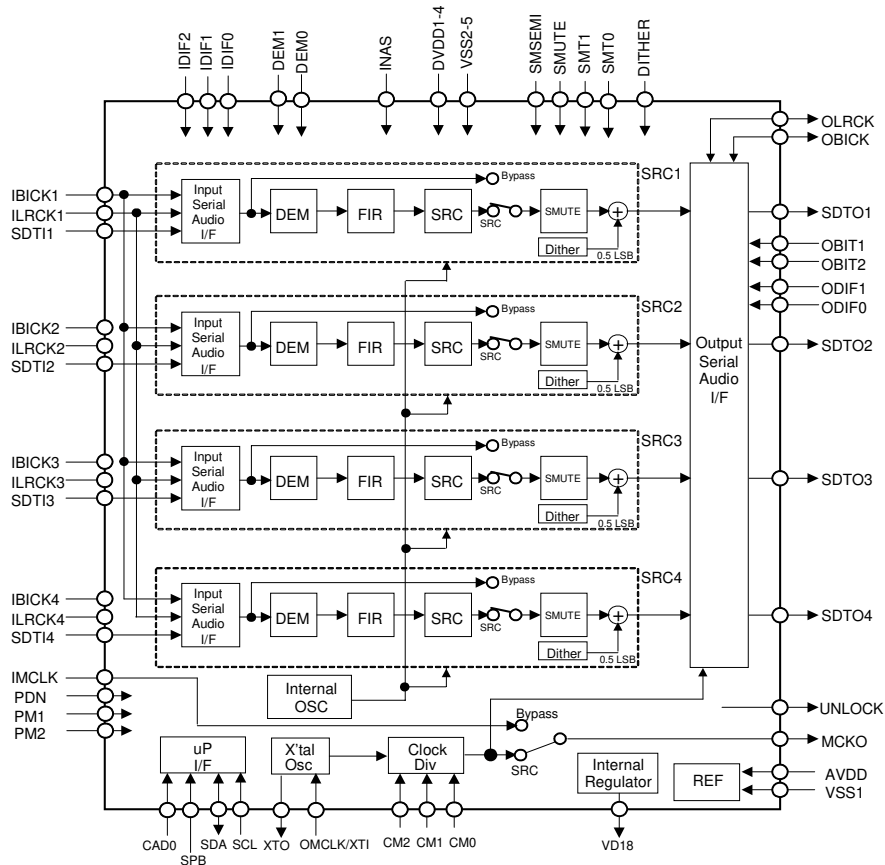 IDIF2
IDIF1
IDIF0
DEM1
DEM0
INAS
DVDD1-4
VSS2-5
SMSEMI
SMUTE
SMT1
SMT0
DITHER
OLRCK
OBICK
IBICK1
ILRCK1
SDTI1
Input
Serial
Audio
I/F
DEM
FIR
SRC
SRC
Bypass
SMUTE
Dither
0.5 LSB
SRC1
SDTO1
OBIT1
OBIT2
ODIF1
ODIF0
IBICK2
ILRCK2
SDTI2
Input
Serial
Audio
I/F
DEM
FIR
SRC
SRC
Bypass
SMUTE
Dither
0.5 LSB
SRC2
Output
Serial
Audio
I/F
SDTO2
IBICK3
ILRCK3
SDTI3
Input
Serial
Audio
I/F
DEM
FIR
SRC
SRC
Bypass
SMUTE
Dither
0.5 LSB
SRC3
SDTO3
IBICK4
ILRCK4
SDTI4
Input
Serial
Audio
I/F
DEM
FIR
SRC
SRC
Bypass
SMUTE
Dither
0.5 LSB
SRC4
SDTO4
IMCLK
PDN
PM1
PM2
Internal
OSC
Bypass
SRC
UNLOCK
MCKO
uP
I/F
X'tal
Osc
Clock
Div
Internal
Regulator
REF
AVDD
VSS1
CAD0
SPB
SDA
SCL
XTO
OMCLK/XTI
CM2
CM1
CM0
VD18